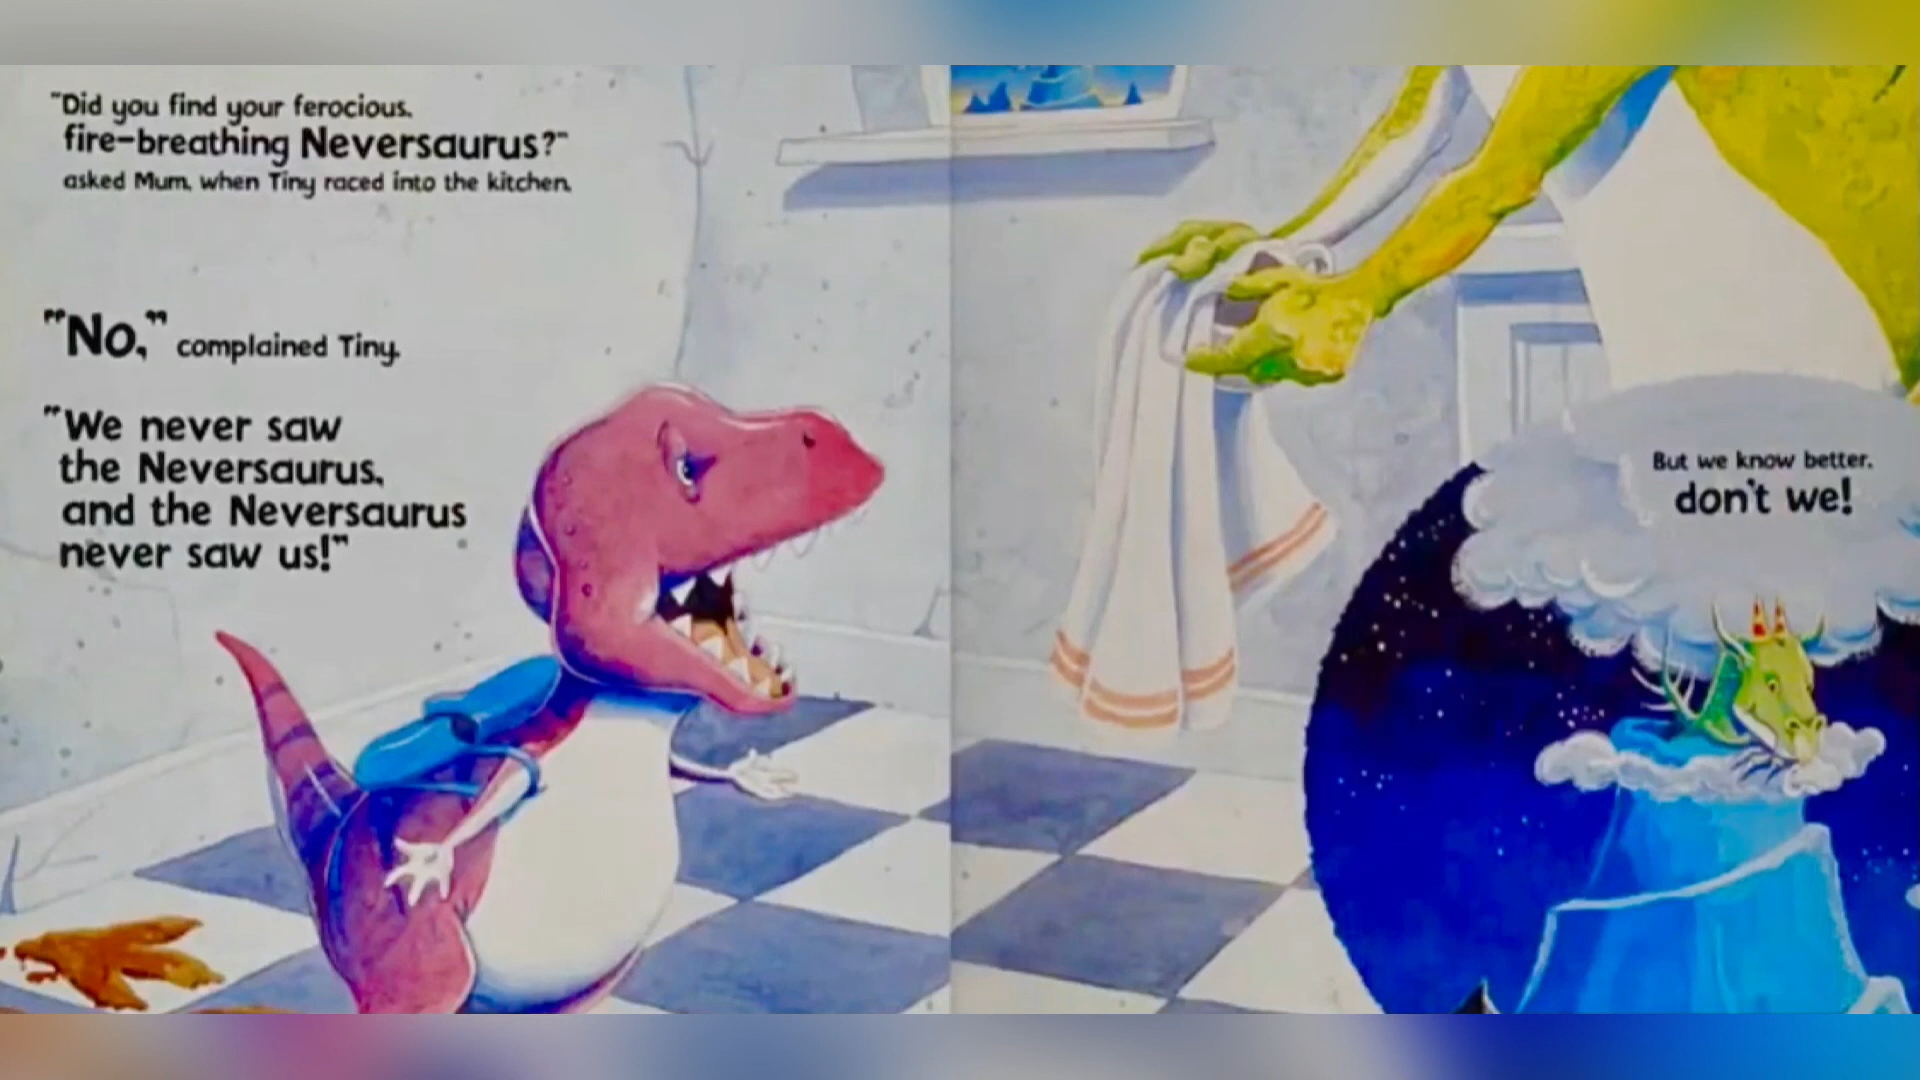 "Did you find your ferocious,
fire-breathing Neversaurus?"
asked Mum, when Tiny raced into the kitchen.
"No," complained Tiny.
"We never saw
the Neversaurus,
and the Neversaurus
never saw us!"
But we know better,
don't we!